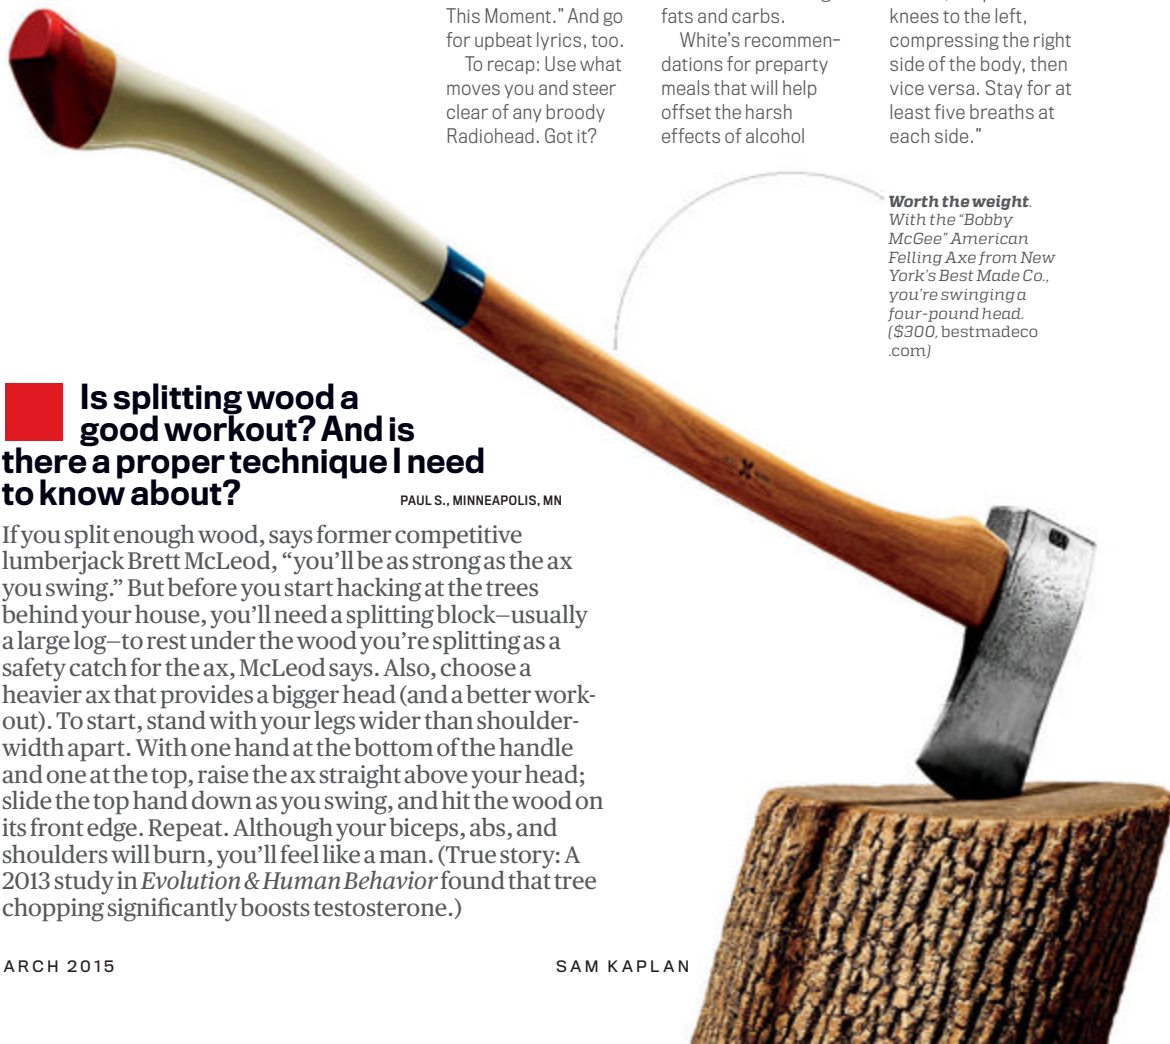 This Moment.” And go
for upbeat lyrics, too.
To recap: Use what
moves you and steer
clear of any broody
Radiohead. Got it?
fats and carbs.
White’s recommen-
dations for preparty
meals that will help
offset the harsh
effects of alcohol
knees to the left,
compressing the right
side of the body, then
vice versa. Stay for at
least five breaths at
each side.”
Worth the weight.
With the “Bobby
McGee” American
Felling Axe from New
York’s Best Made Co.,
you’re swinging a
four-pound head.
($300, bestmadeco
.com)
Is splitting wood a
good workout? And is
there a proper technique I need
to know about?
PAUL S., MINNEAPOLIS, MN
If you split enough wood, says former competitive
lumberjack Brett McLeod, “you’ll be as strong as the ax
you swing.” But before you start hacking at the trees
behind your house, you’ll need a splitting block—usually
a large log—to rest under the wood you’re splitting as a
safety catch for the ax, McLeod says. Also, choose a
heavier ax that provides a bigger head (and a better work-
out). To start, stand with your legs wider than shoulder-
width apart. With one hand at the bottom of the handle
and one at the top, raise the ax straight above your head;
slide the top hand down as you swing, and hit the wood on
its front edge. Repeat. Although your biceps, abs, and
shoulders will burn, you’ll feel like a man. (True story: A
2013 study in Evolution & Human Behavior found that tree
chopping significantly boosts testosterone.)
ARCH 2015
SAM KAPLAN